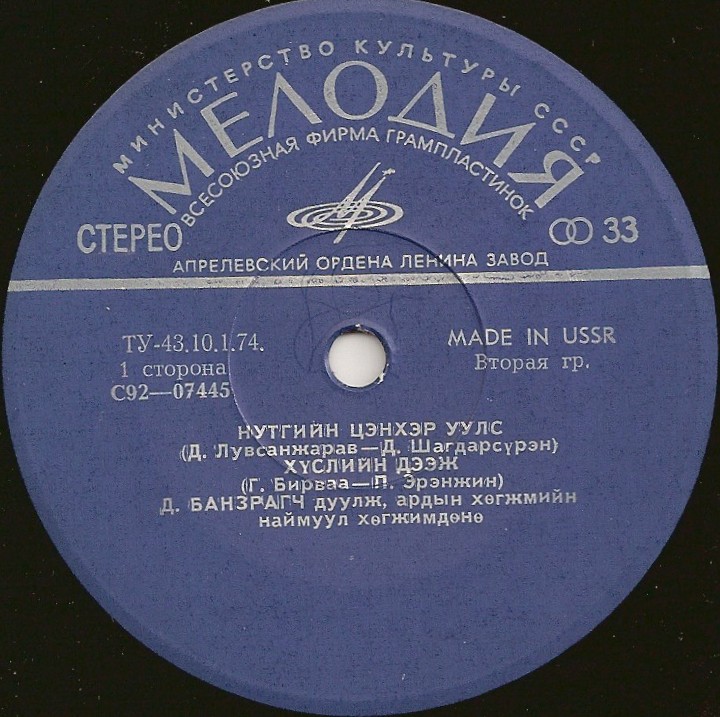 МИНИСТЕРСТВО КУЛЬТУРЫ СССР
МЕЛОДИЯ
ВСЕСОЮЗНАЯ ФИРМА ГРАМПЛАСТИНОК
СТЕРЕО
33
АПРЕЛЕВСКИЙ ОРДЕНА ЛЕНИНА ЗАВОД
ТУ-43.10.1.74.
MADE IN USSR
1 сторона
Вторая гр.
С92—07445
НУТГИЙН ЦЭНХЭР УУЛС
(Д. Лувсанжарав—Д. Шагдарсүрэн)
ХҮСЛИЙН ДЭЭЖ
(Г. Бирваа—П. Эрэнжин)
Д. БАНЗРАГЧ дуулж, ардын хөгжмийн
наймуул хөгжимдөнө